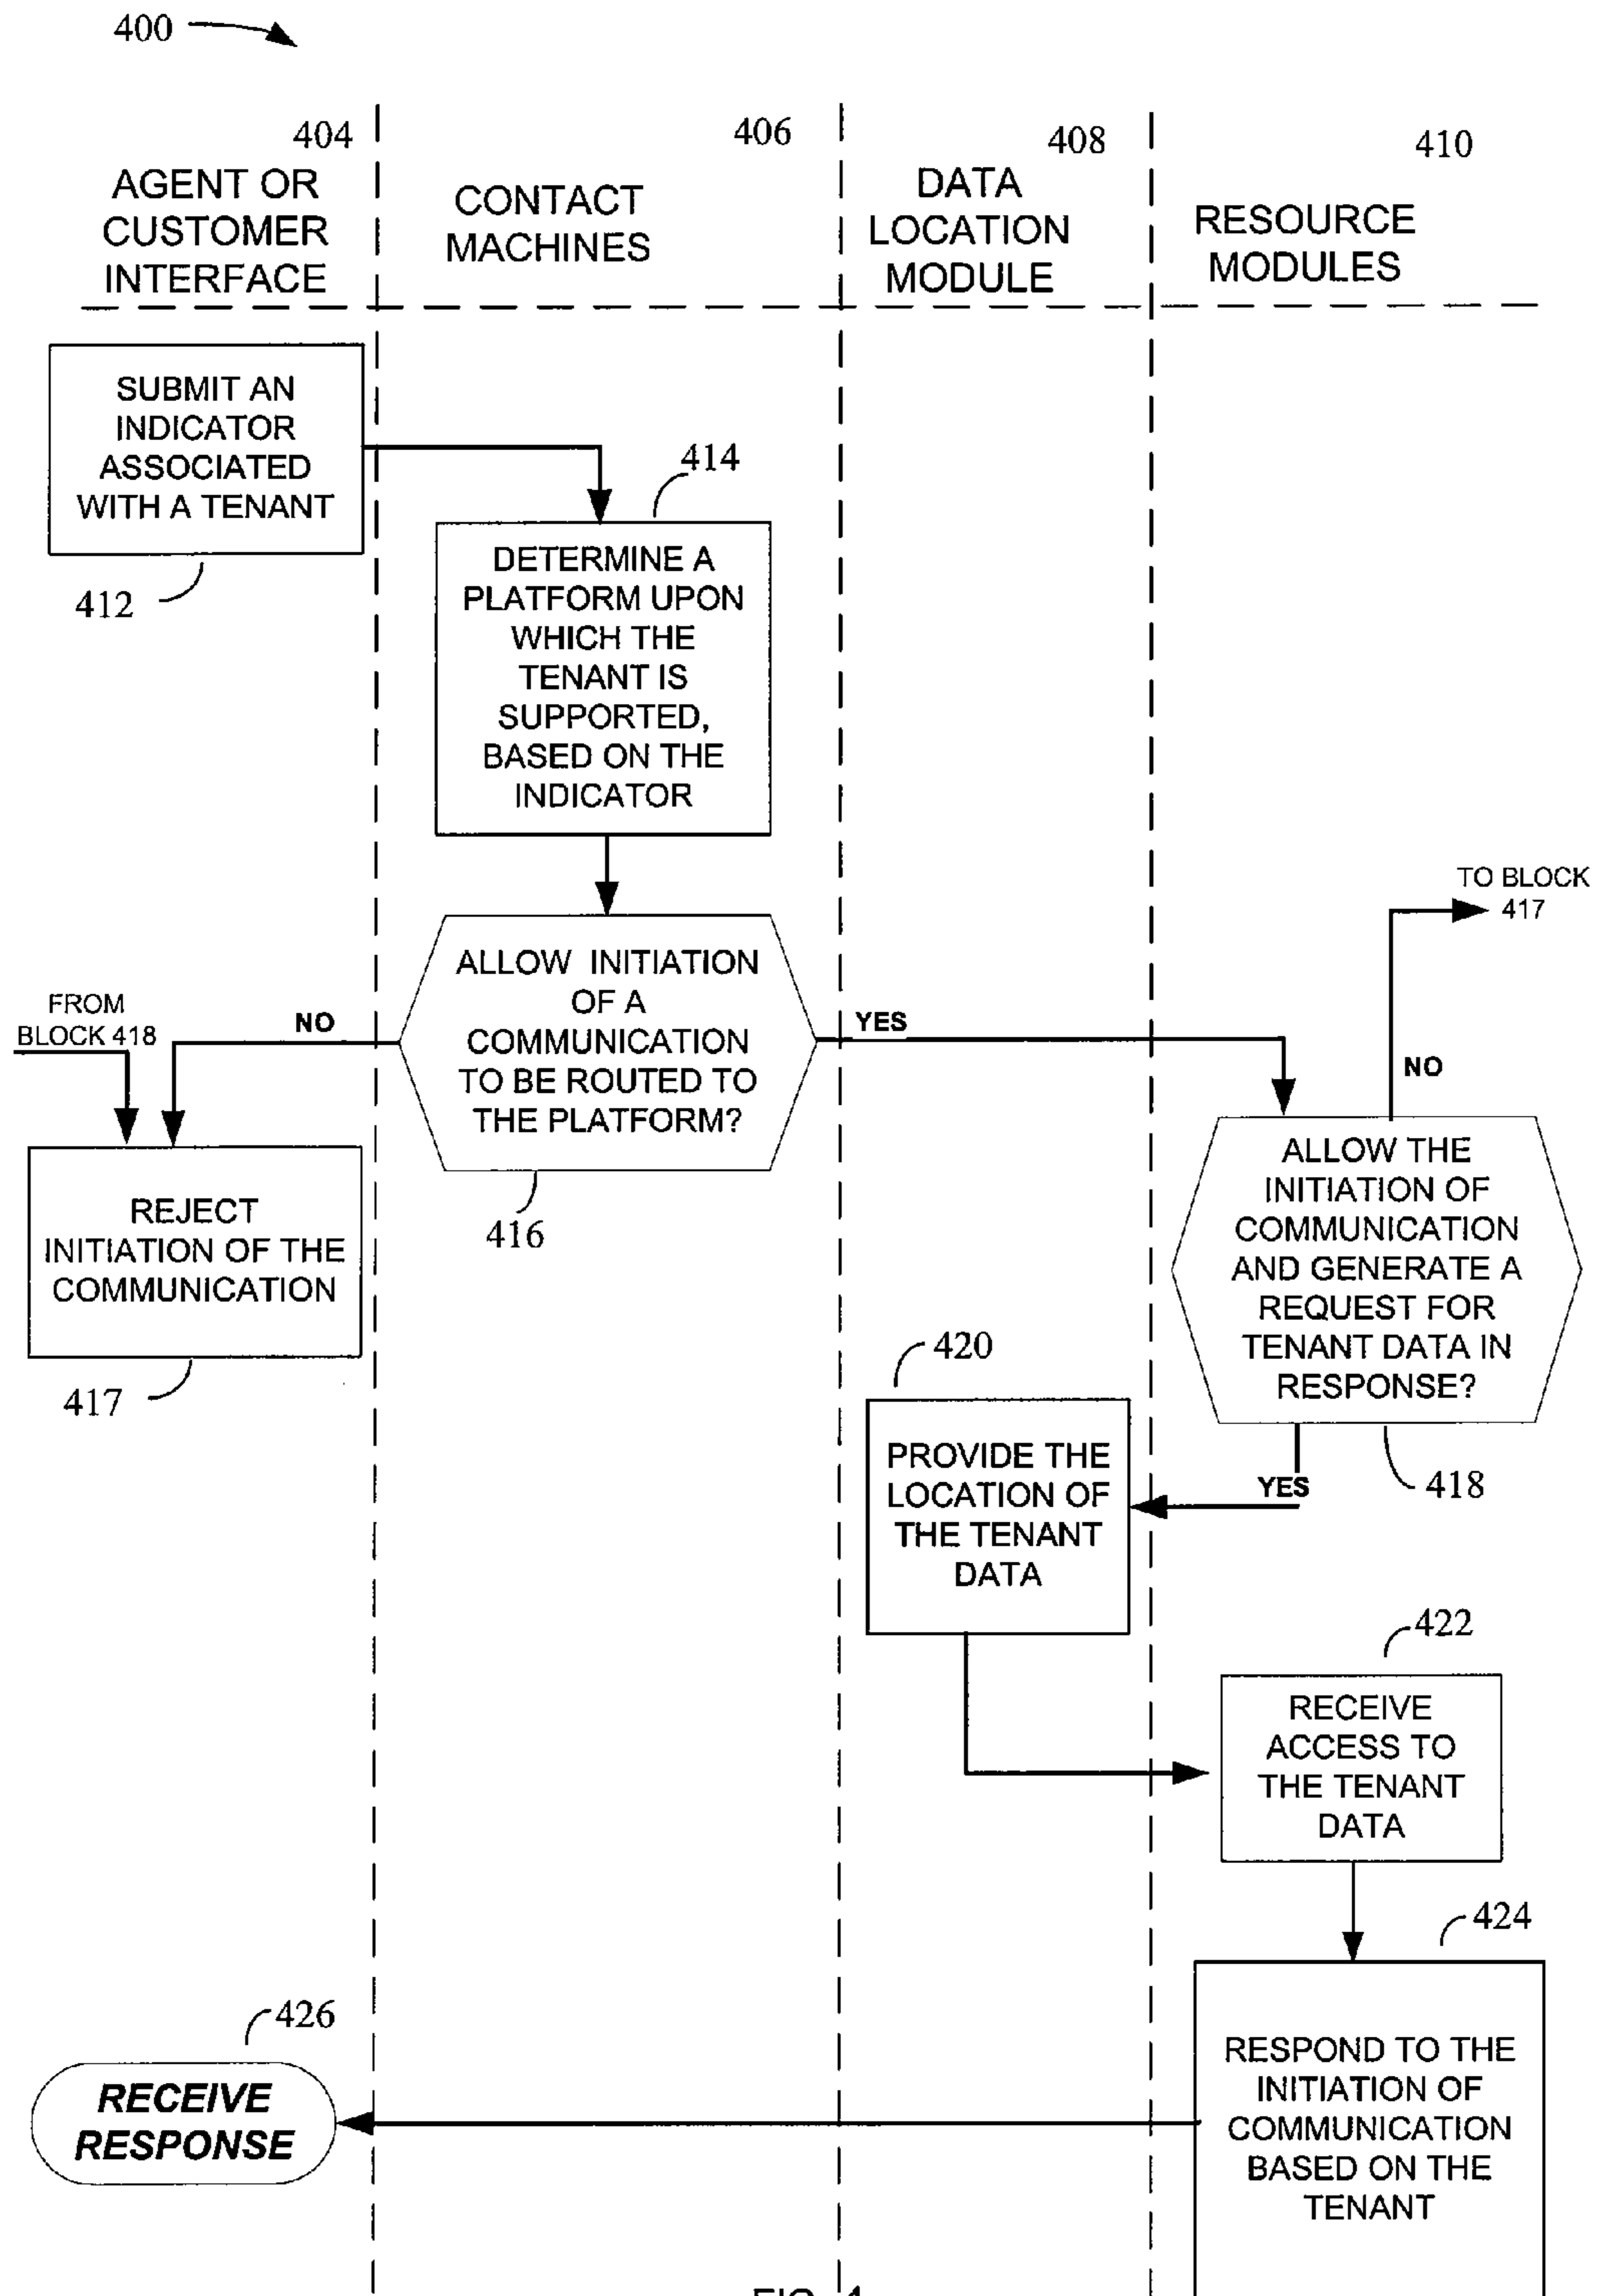 400
404
AGENT OR
CUSTOMER
INTERFACE
406
CONTACT
MACHINES
408
DATA
LOCATION
MODULE
410
RESOURCE
MODULES
SUBMIT AN
INDICATOR
ASSOCIATED
WITH A TENANT
412
414
DETERMINE A
PLATFORM UPON
WHICH THE
TENANT IS
SUPPORTED,
BASED ON THE
INDICATOR
TO BLOCK
417
ALLOW INITIATION
OF A
COMMUNICATION
TO BE ROUTED TO
THE PLATFORM?
416
FROM
BLOCK 418
NO
YES
NO
REJECT
INITIATION OF THE
COMMUNICATION
417
ALLOW THE
INITIATION OF
COMMUNICATION
AND GENERATE A
REQUEST FOR
TENANT DATA IN
RESPONSE?
418
YES
420
PROVIDE THE
LOCATION OF
THE TENANT
DATA
422
RECEIVE
ACCESS TO
THE TENANT
DATA
424
RESPOND TO THE
INITIATION OF
COMMUNICATION
BASED ON THE
TENANT
426
RECEIVE
RESPONSE